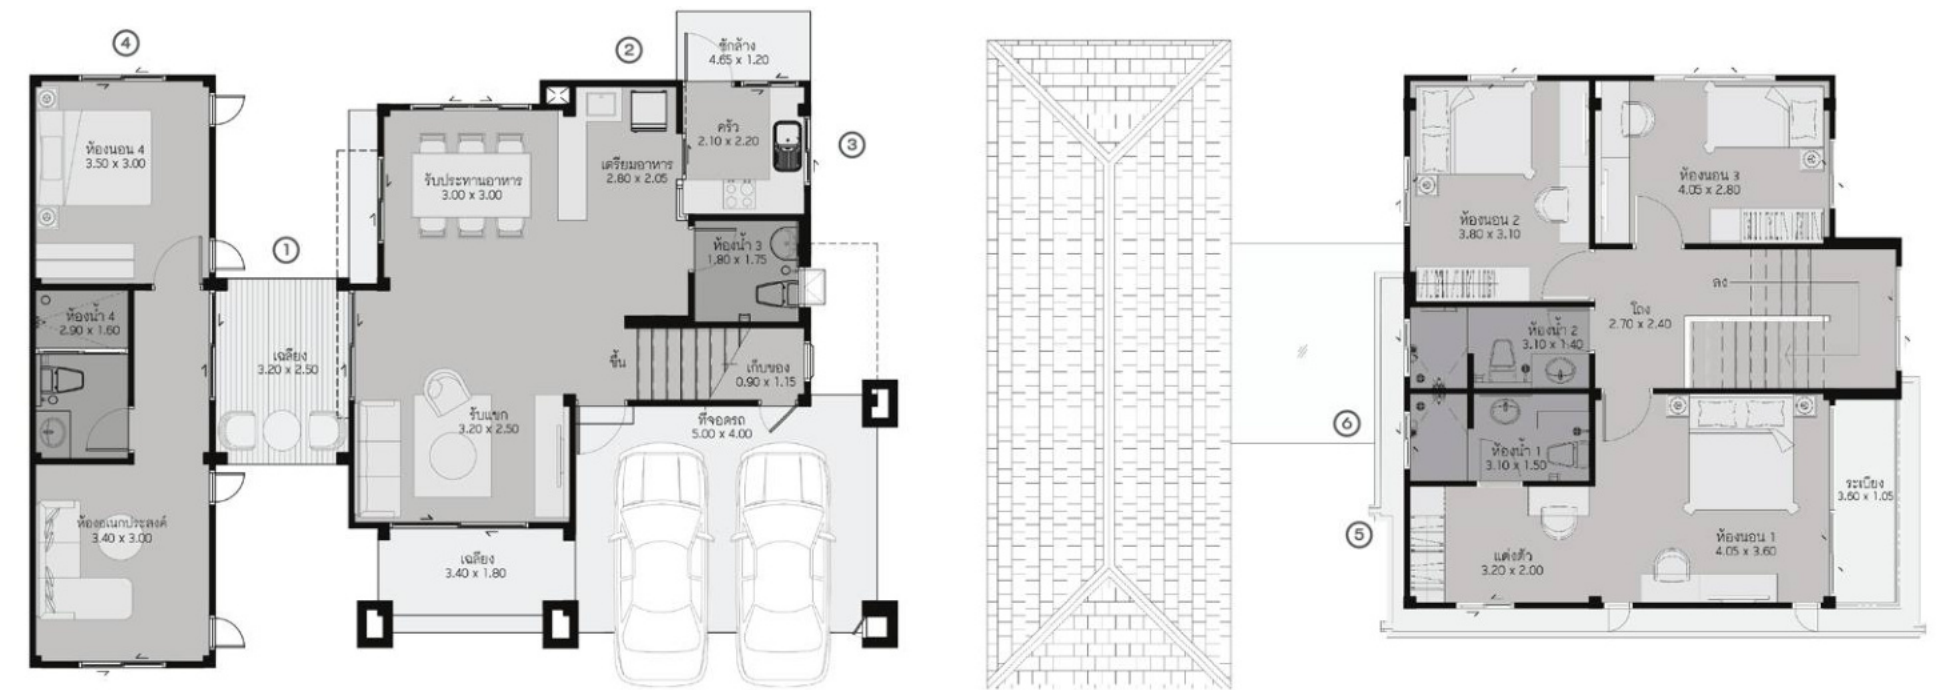 ④
②
ซักล้าง
4.65 x 1.20
③
ห้องนอน 4
3.50 x 3.00
รับประทานอาหาร
3.00 x 3.00
เตรียมอาหาร
2.80 x 2.05
ครัว
2.10 x 2.20
①
ห้องน้ำ 3
1.80 x 1.75
ห้องน้ำ 4
2.90 x 1.60
เฉลียง
3.20 x 2.50
ขึ้น
เก็บของ
0.90 x 1.15
รับแขก
3.20 x 2.50
ที่จอดรถ
5.00 x 4.00
ห้องอเนกประสงค์
3.40 x 3.00
เฉลียง
3.40 x 1.80
ห้องนอน 2
3.80 x 3.10
ห้องนอน 3
4.05 x 2.80
ลง
โถง
2.70 x 2.40
ห้องน้ำ 2
3.10 x 1.40
⑥
ห้องน้ำ 1
3.10 x 1.50
ระเบียง
3.60 x 1.05
⑤
แต่งตัว
3.20 x 2.00
ห้องนอน 1
4.05 x 3.60